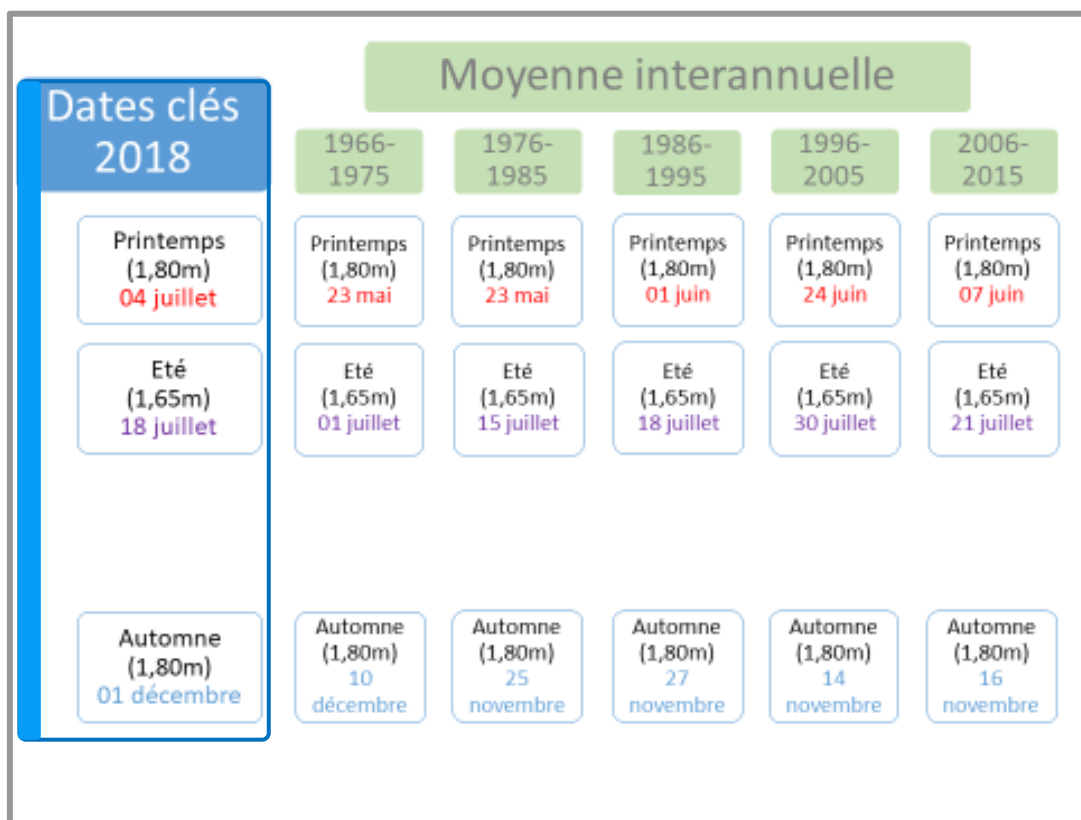 Moyenne interannuelle
Dates clés
2018
1966-
1975
1976-
1985
1986-
1995
1996-
2005
2006-
2015
Printemps
(1,80m)
04 juillet
Printemps
(1,80m)
23 mai
Printemps
(1,80m)
23 mai
Printemps
(1,80m)
01 juin
Printemps
(1,80m)
24 juin
Printemps
(1,80m)
07 juin
Eté
(1,65m)
18 juillet
Eté
(1,65m)
01 juillet
Eté
(1,65m)
15 juillet
Eté
(1,65m)
18 juillet
Eté
(1,65m)
30 juillet
Eté
(1,65m)
21 juillet
Automne
(1,80m)
01 décembre
Automne
(1,80m)
10
décembre
Automne
(1,80m)
25
novembre
Automne
(1,80m)
27
novembre
Automne
(1,80m)
14
novembre
Automne
(1,80m)
16
novembre